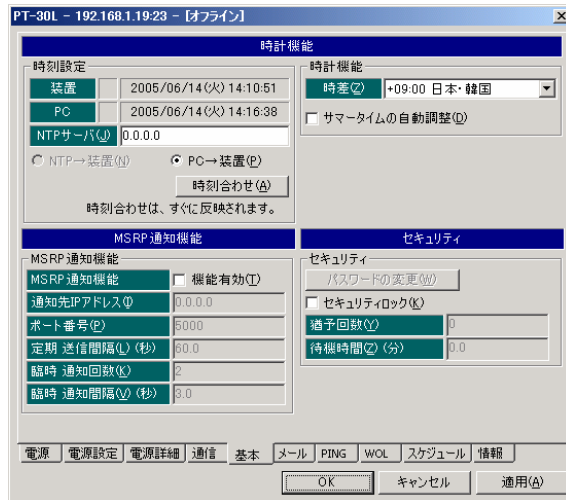 PT-30L - 192.168.1.19:23 - [オフライン]
時計機能
時刻設定
装置 2005/06/14(火) 14:10:51
PC 2005/06/14(火) 14:16:38
NTPサーバ(J) 0.0.0.0
NTP→装置(N) PC→装置(P)
時刻合わせ(A)
時刻合わせは、すぐに反映されます。
時計機能
時差(Z) +09:00 日本・韓国
サマータイムの自動調整(D)
MSRP通知機能
MSRP通知機能
MSRP通知機能 機能有効(T)
通知先IPアドレス(I) 0.0.0.0
ポート番号(P) 5000
定期 送信間隔(L) (秒) 60.0
臨時 通知回数(K) 2
臨時 通知間隔(V) (秒) 3.0
セキュリティ
セキュリティ
パスワードの変更(W)
セキュリティロック(K)
猶予回数(Y) 0
待機時間(Z) (分) 0.0
電源 電源設定 電源詳細 通信 基本 メール PING WOL スケジュール 情報
OK キャンセル 適用(A)